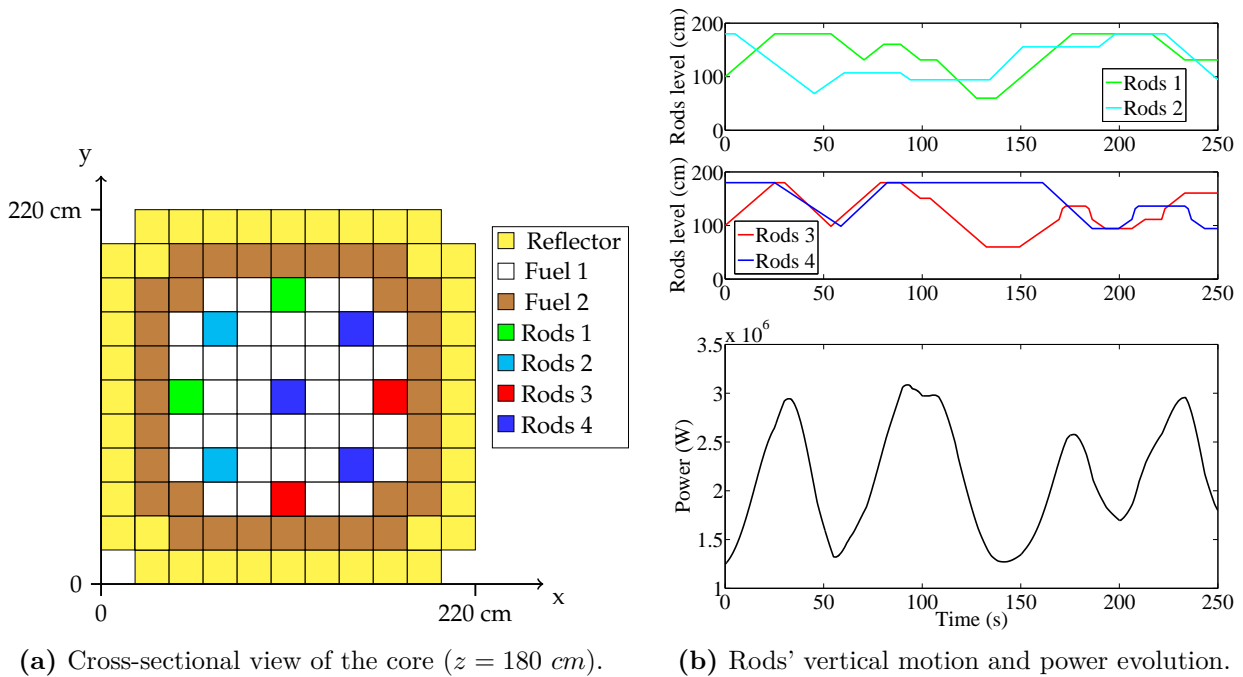 y
220 cm
0
0
220 cm
x
Reflector
Fuel 1
Fuel 2
Rods 1
Rods 2
Rods 3
Rods 4
(a) Cross-sectional view of the core (z = 180 cm).
Rods level (cm)
200
100
0
0 50 100 150 200 250
Rods 1
Rods 2
Rods level (cm)
200
100
0
0 50 100 150 200 250
Rods 3
Rods 4
x 10⁶
Power (W)
3.5
3
2.5
2
1.5
1
0 50 100 150 200 250
Time (s)
(b) Rods' vertical motion and power evolution.